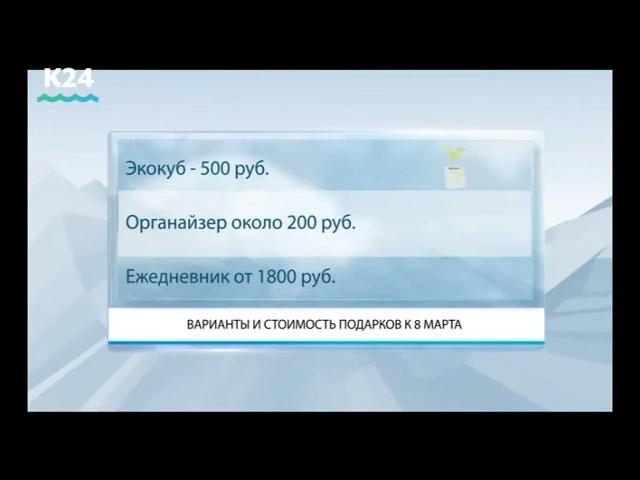 К24
Экокуб - 500 руб.
Органайзер около 200 руб.
Ежедневник от 1800 руб.
ВАРИАНТЫ И СТОИМОСТЬ ПОДАРКОВ К 8 МАРТА